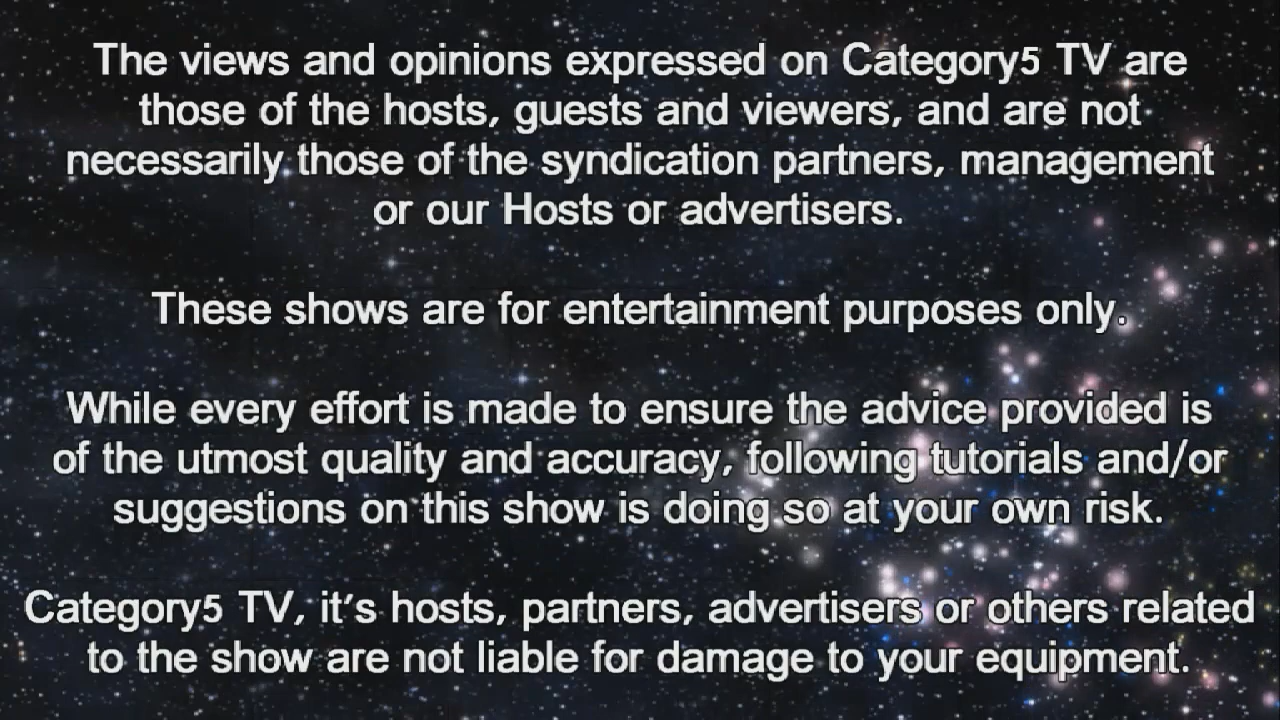 The views and opinions expressed on Category5 TV are
those of the hosts, guests and viewers, and are not
necessarily those of the syndication partners, management
or our Hosts or advertisers.
These shows are for entertainment purposes only.
While every effort is made to ensure the advice provided is
of the utmost quality and accuracy, following tutorials and/or
suggestions on this show is doing so at your own risk.
Category5 TV, it's hosts, partners, advertisers or others related
to the show are not liable for damage to your equipment.